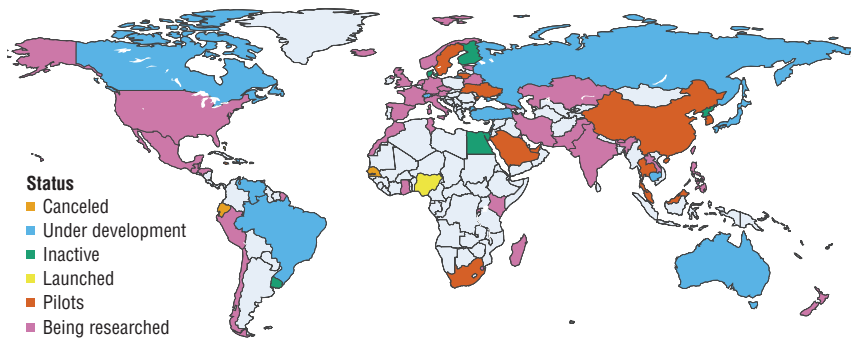 Status
Canceled
Under development
Inactive
Launched
Pilots
Being researched